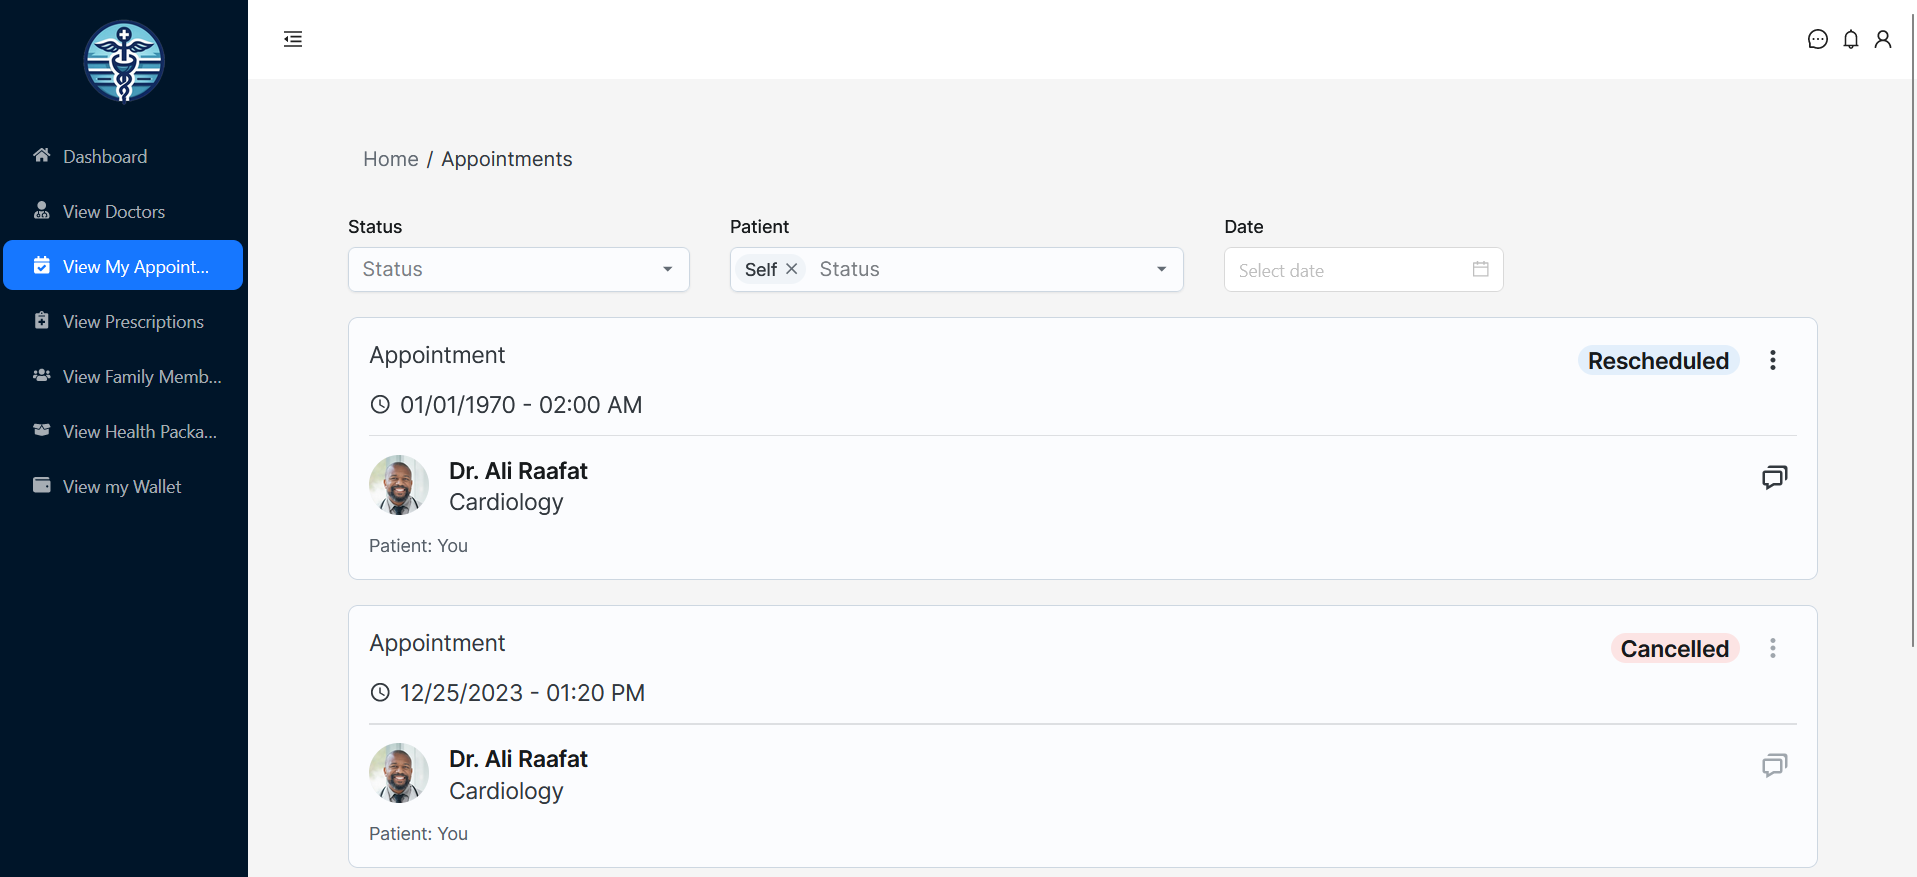 Dashboard
View Doctors
View My Appoint...
View Prescriptions
View Family Memb...
View Health Packa...
View my Wallet
Home / Appointments
Status
Status
Patient
Self Status
Date
Select date
Appointment
Rescheduled
01/01/1970 - 02:00 AM
Dr. Ali Raafat
Cardiology
Patient: You
Appointment
Cancelled
12/25/2023 - 01:20 PM
Dr. Ali Raafat
Cardiology
Patient: You